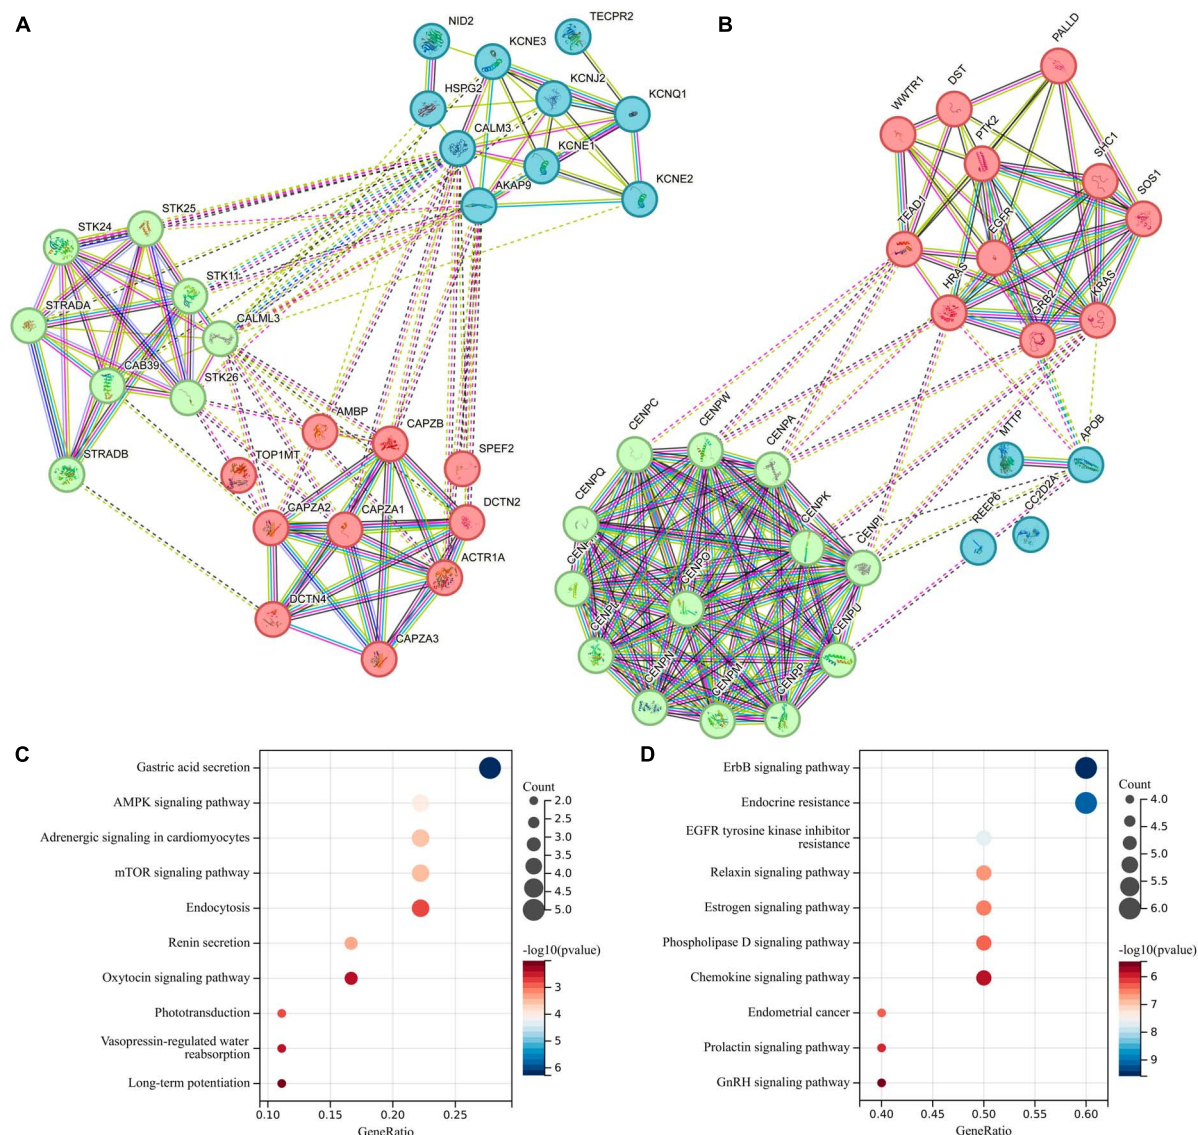 A
NID2
KCNE3
TECPR2
HSPG2
KCNJ2
KCNQ1
CALM3
KCNE1
AKAP9
KCNE2
STK25
STK24
STK11
STRADA
CALML3
CAB39
STK26
STRADB
AMBP
CAPZB
TOP1MT
SPEF2
CAPZA2
CAPZA1
DCTN2
ACTR1A
DCTN4
CAPZA3
B
PALLD
WWTR1
DST
PTK2
SHC1
SOS1
TEAD1
EGFR
HRAS
GRB2
KRAS
CENPC
CENPW
CENPA
MTTP
APOB
CENPQ
CENPK
CENPI
REEP6
CC2D2A
CENPO
CENPL
CENPU
CENPN
CENPM
CENPP
C
Gastric acid secretion
AMPK signaling pathway
Adrenergic signaling in cardiomyocytes
mTOR signaling pathway
Endocytosis
Renin secretion
Oxytocin signaling pathway
Phototransduction
Vasopressin-regulated water
reabsorption
Long-term potentiation
0.10 0.15 0.20 0.25
GeneRatio
Count
2.0
2.5
3.0
3.5
4.0
4.5
5.0
-log10(pvalue)
3
4
5
6
D
ErbB signaling pathway
Endocrine resistance
EGFR tyrosine kinase inhibitor
resistance
Relaxin signaling pathway
Estrogen signaling pathway
Phospholipase D signaling pathway
Chemokine signaling pathway
Endometrial cancer
Prolactin signaling pathway
GnRH signaling pathway
0.40 0.45 0.50 0.55 0.60
GeneRatio
Count
4.0
4.5
5.0
5.5
6.0
-log10(pvalue)
6
7
8
9